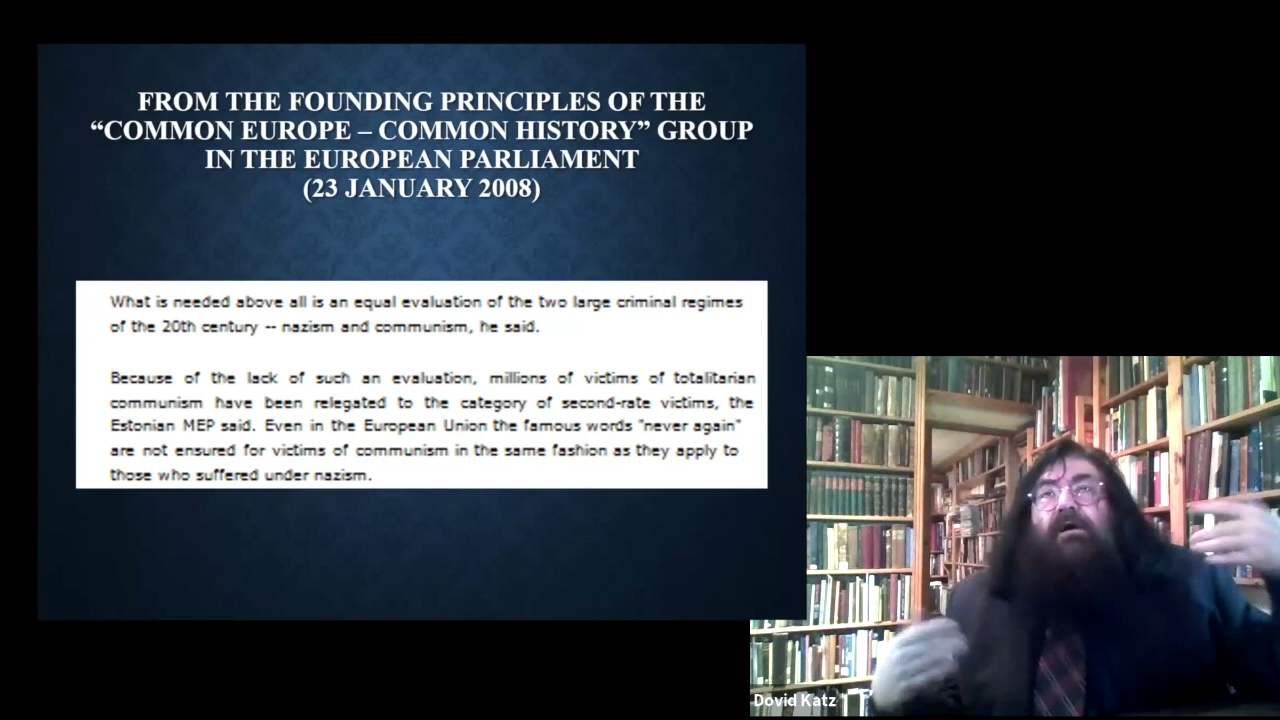 FROM THE FOUNDING PRINCIPLES OF THE
“COMMON EUROPE – COMMON HISTORY” GROUP
IN THE EUROPEAN PARLIAMENT
(23 JANUARY 2008)
What is needed above all is an equal evaluation of the two large criminal regimes
of the 20th century -- nazism and communism, he said.
Because of the lack of such an evaluation, millions of victims of totalitarian
communism have been relegated to the category of second-rate victims, the
Estonian MEP said. Even in the European Union the famous words "never again"
are not ensured for victims of communism in the same fashion as they apply to
those who suffered under nazism.
Dovid Katz